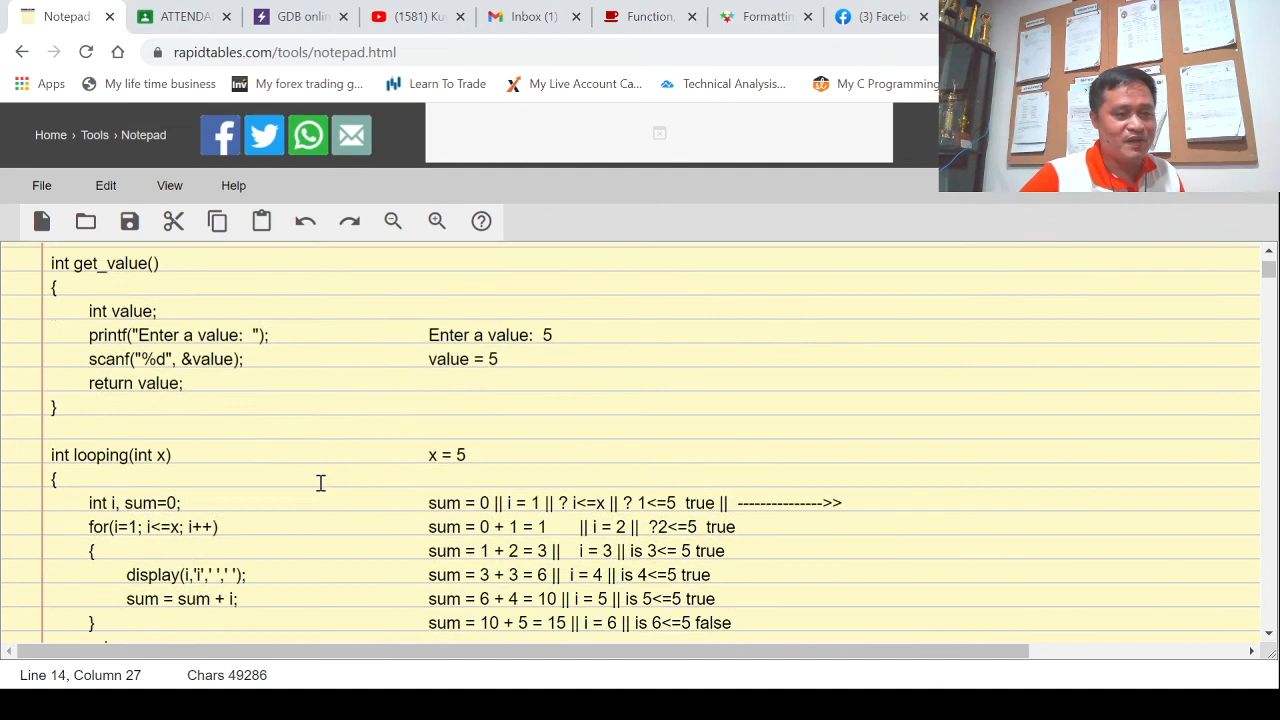 Notepad
ATTENDA
GDB onlin
(1581) Ku
Inbox (1)
Function,
Formattin
(3) Faceb
rapidtables.com/tools/notepad.html
Apps
My life time business
My forex trading g...
Learn To Trade
My Live Account Ca...
Technical Analysis...
My C Programming
Home › Tools › Notepad
File Edit View Help
int get_value()
{
int value;
printf("Enter a value:  "); Enter a value:  5
scanf("%d", &value); value = 5
return value;
}
int looping(int x) x = 5
{
int i, sum=0; sum = 0 || i = 1 || ? i<=x || ? 1<=5  true ||  --------------->>
for(i=1; i<=x; i++) sum = 0 + 1 = 1 || i = 2 ||  ?2<=5  true
{ sum = 1 + 2 = 3 || i = 3 || is 3<= 5 true
display(i,'i',' ',' '); sum = 3 + 3 = 6 ||  i = 4 || is 4<=5 true
sum = sum + i; sum = 6 + 4 = 10 || i = 5 || is 5<=5 true
} sum = 10 + 5 = 15 || i = 6 || is 6<=5 false
Line 14, Column 27 Chars 49286